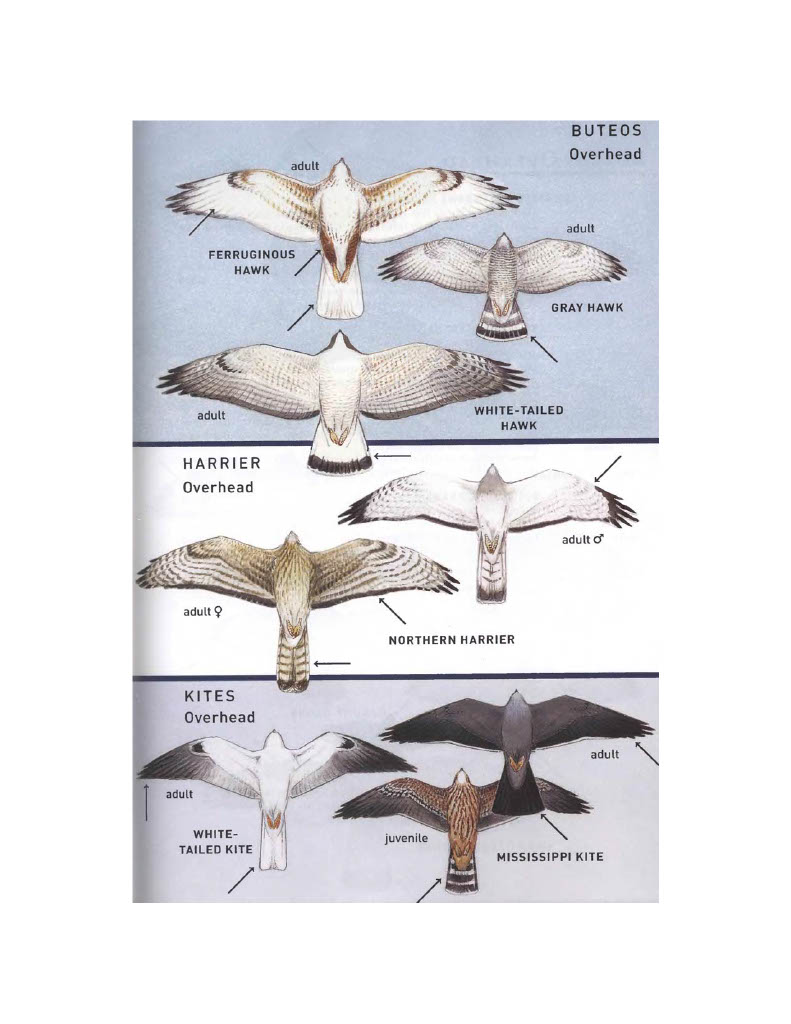 BUTEOS
Overhead
adult
FERRUGINOUS
HAWK
adult
GRAY HAWK
adult
WHITE-TAILED
HAWK
HARRIER
Overhead
adult ♂
adult ♀
NORTHERN HARRIER
KITES
Overhead
adult
adult
WHITE-
TAILED KITE
juvenile
MISSISSIPPI KITE